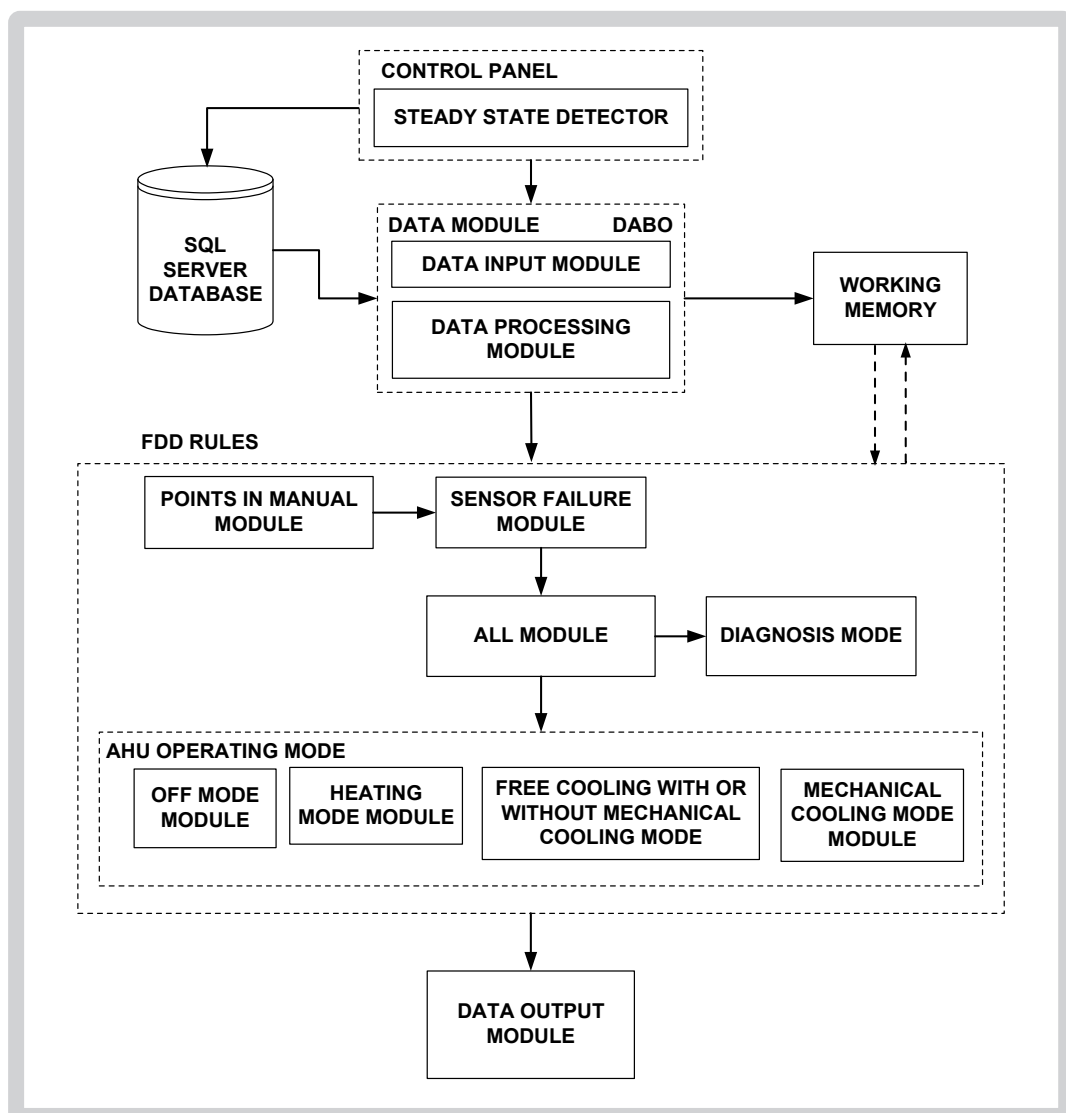 CONTROL PANEL
STEADY STATE DETECTOR
SQL
SERVER
DATABASE
DATA MODULE DABO
DATA INPUT MODULE
DATA PROCESSING
MODULE
WORKING
MEMORY
FDD RULES
POINTS IN MANUAL
MODULE
SENSOR FAILURE
MODULE
ALL MODULE
DIAGNOSIS MODE
AHU OPERATING MODE
OFF MODE
MODULE
HEATING
MODE MODULE
FREE COOLING WITH OR
WITHOUT MECHANICAL
COOLING MODE
MECHANICAL
COOLING MODE
MODULE
DATA OUTPUT
MODULE